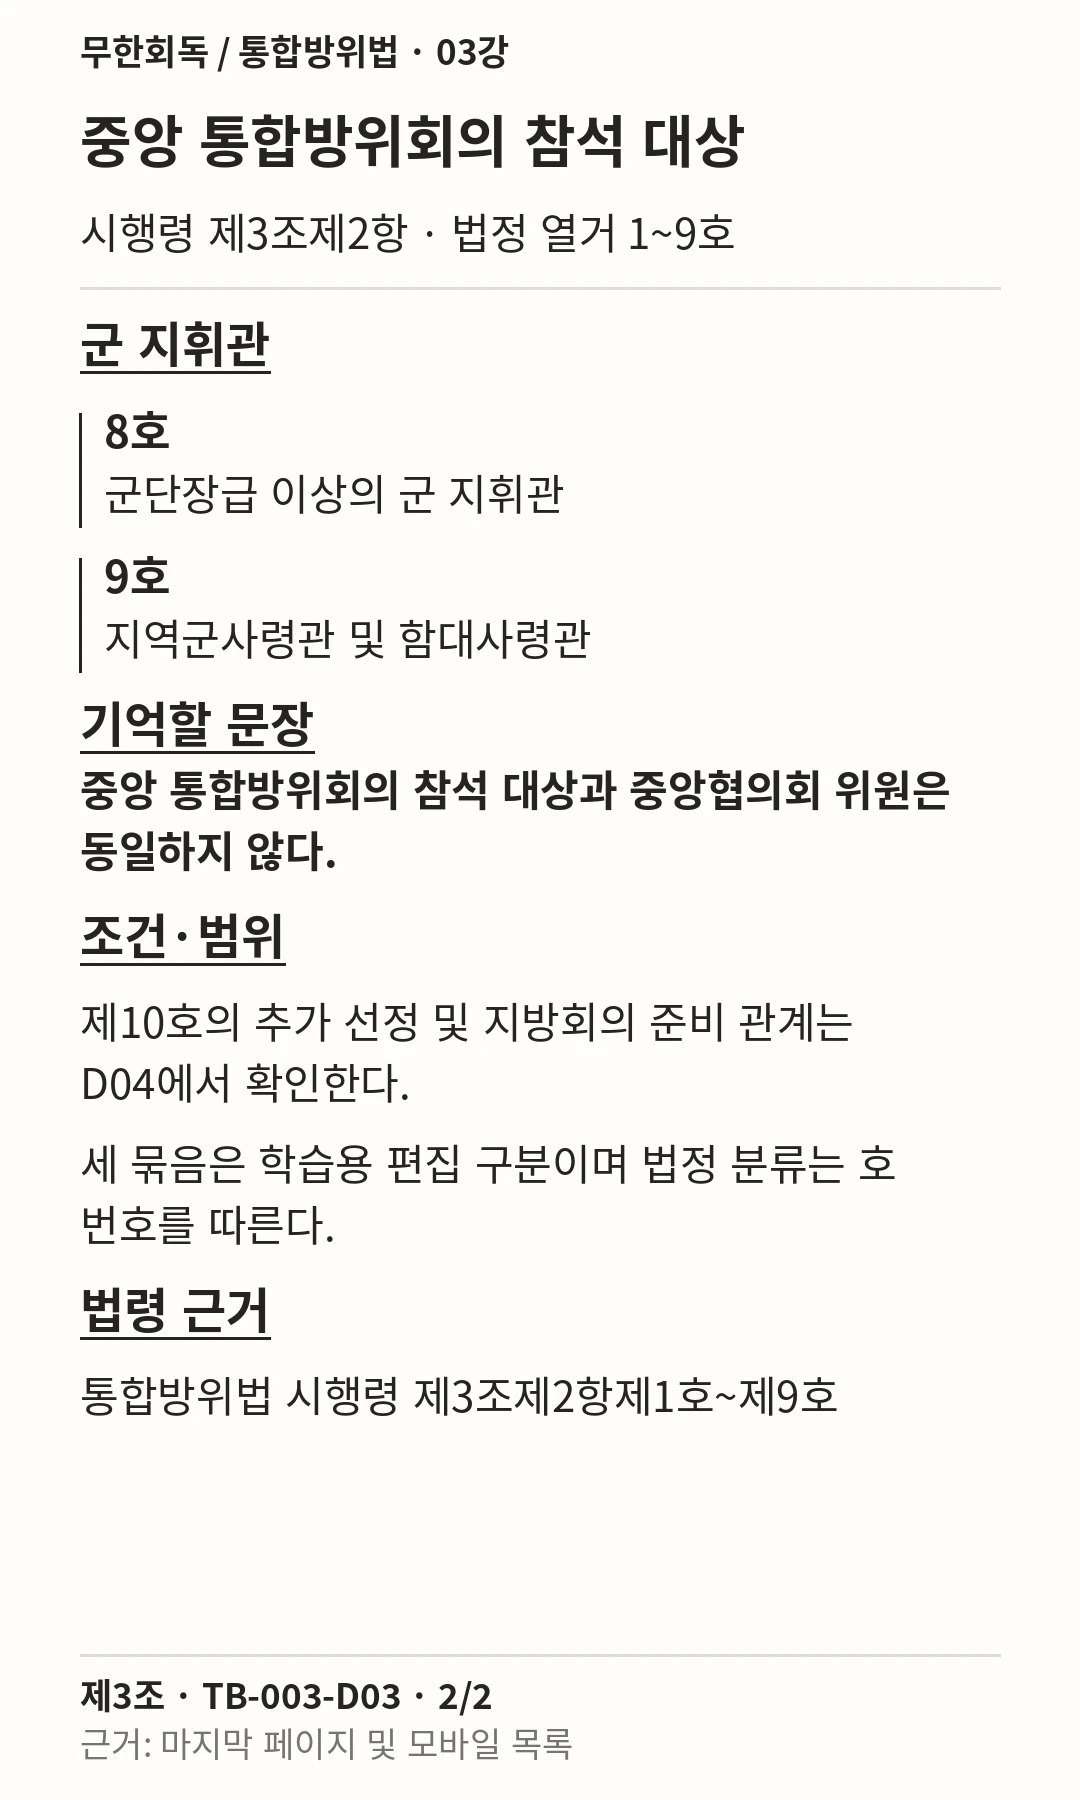 무한회독 / 통합방위법 · 03강
중앙 통합방위회의 참석 대상
시행령 제3조제2항 · 법정 열거 1~9호
군 지휘관
8호
군단장급 이상의 군 지휘관
9호
지역군사령관 및 함대사령관
기억할 문장
중앙 통합방위회의 참석 대상과 중앙협의회 위원은
동일하지 않다.
조건·범위
제10호의 추가 선정 및 지방회의 준비 관계는
D04에서 확인한다.
세 묶음은 학습용 편집 구분이며 법정 분류는 호
번호를 따른다.
법령 근거
통합방위법 시행령 제3조제2항제1호~제9호
제3조 · TB-003-D03 · 2/2
근거: 마지막 페이지 및 모바일 목록